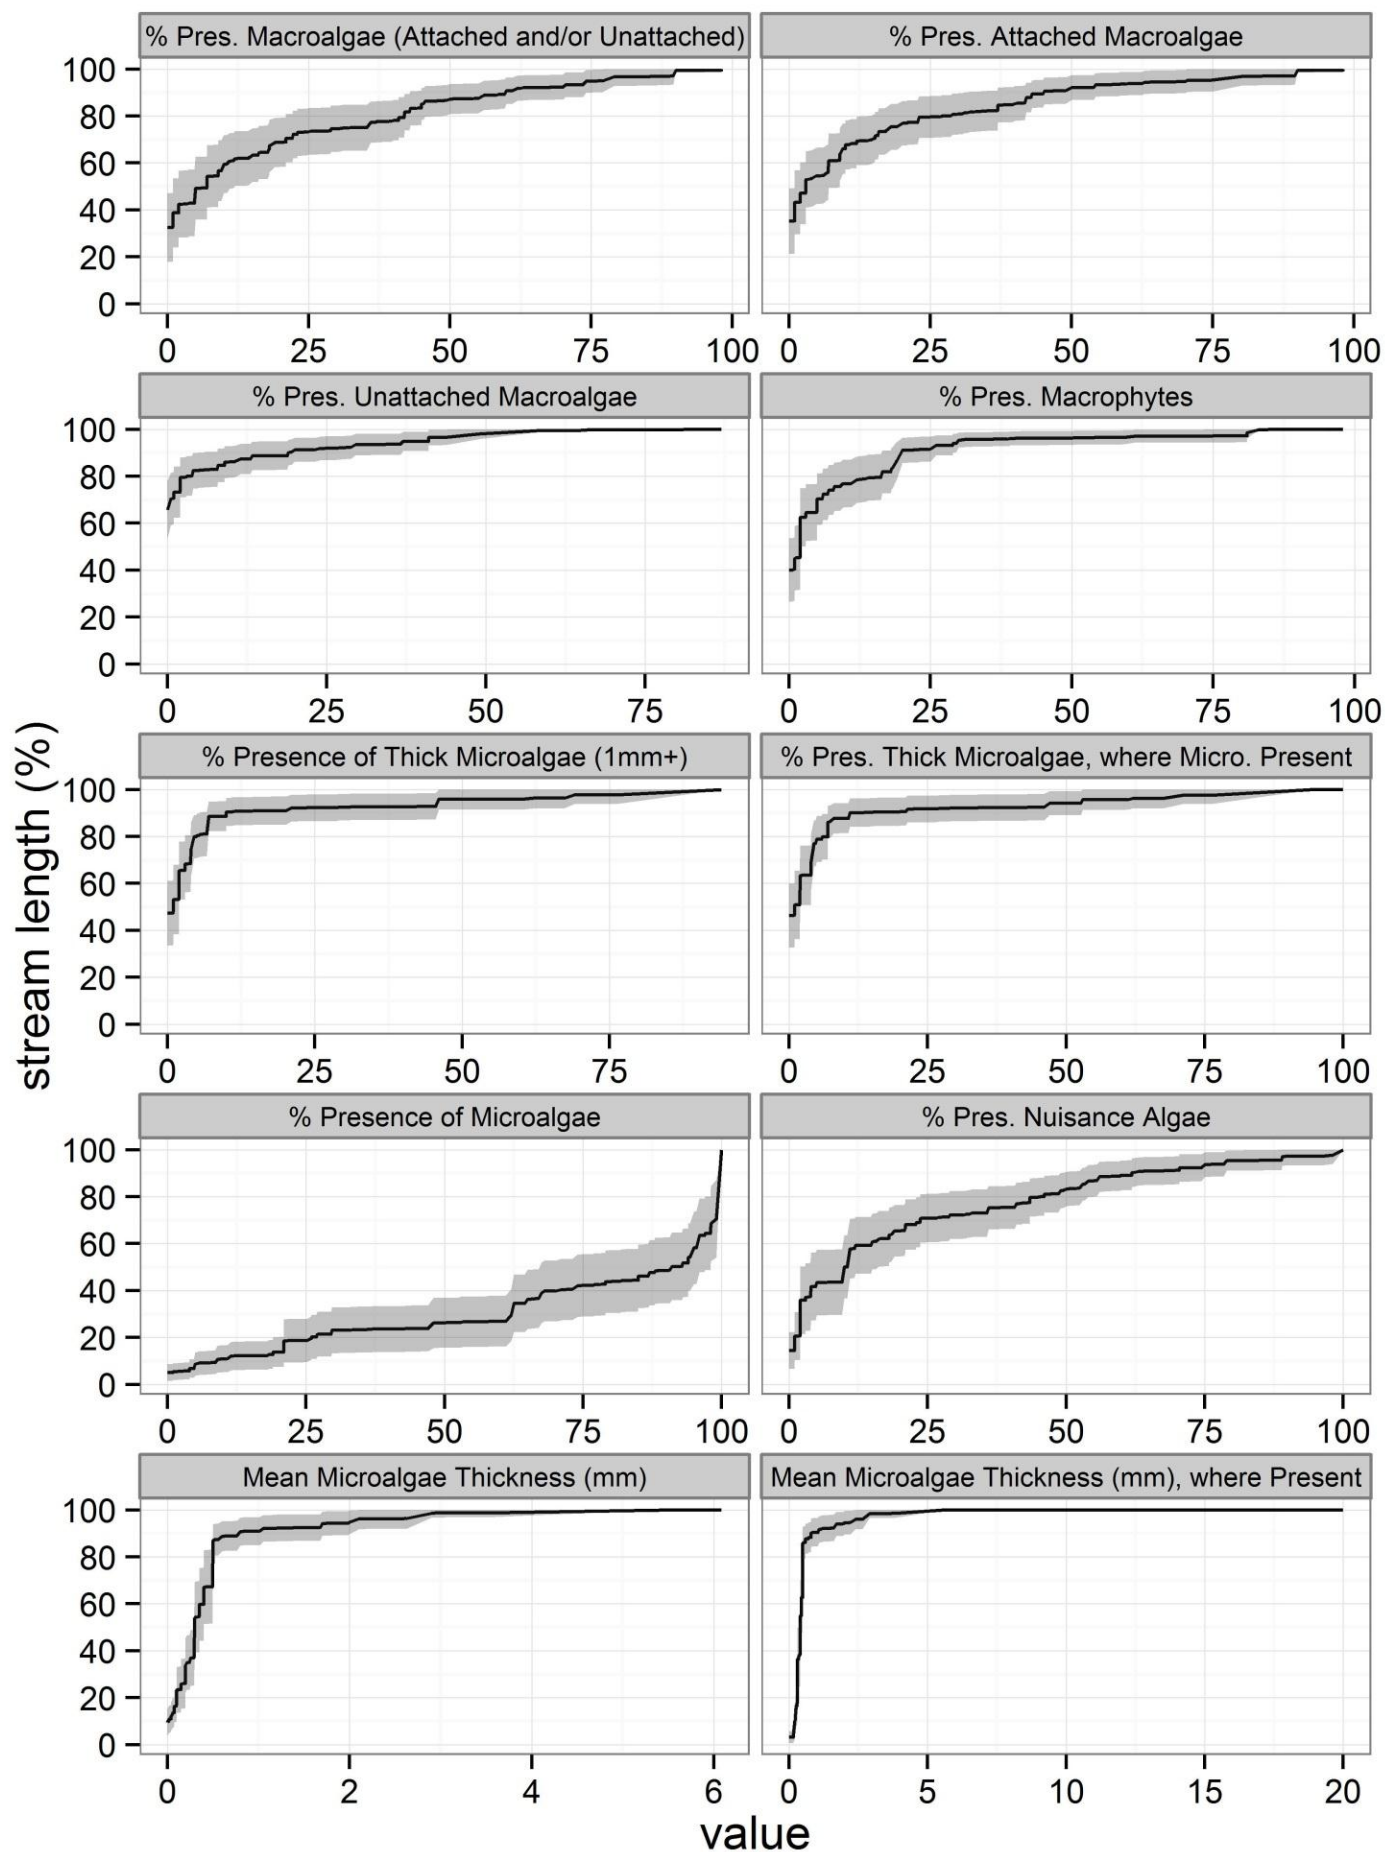 % Pres. Macroalgae (Attached and/or Unattached)
% Pres. Attached Macroalgae
100
80
60
40
20
0
0 25 50 75 100
0 25 50 75 100
% Pres. Unattached Macroalgae
% Pres. Macrophytes
100
80
60
40
20
0
0 25 50 75
0 25 50 75 100
% Presence of Thick Microalgae (1mm+)
% Pres. Thick Microalgae, where Micro. Present
stream length (%)
100
80
60
40
20
0
0 25 50 75
0 25 50 75 100
% Presence of Microalgae
% Pres. Nuisance Algae
100
80
60
40
20
0
0 25 50 75 100
0 25 50 75 100
Mean Microalgae Thickness (mm)
Mean Microalgae Thickness (mm), where Present
100
80
60
40
20
0
0 2 4 6
0 5 10 15 20
value